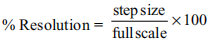 % Resolution = step size / full scale × 100